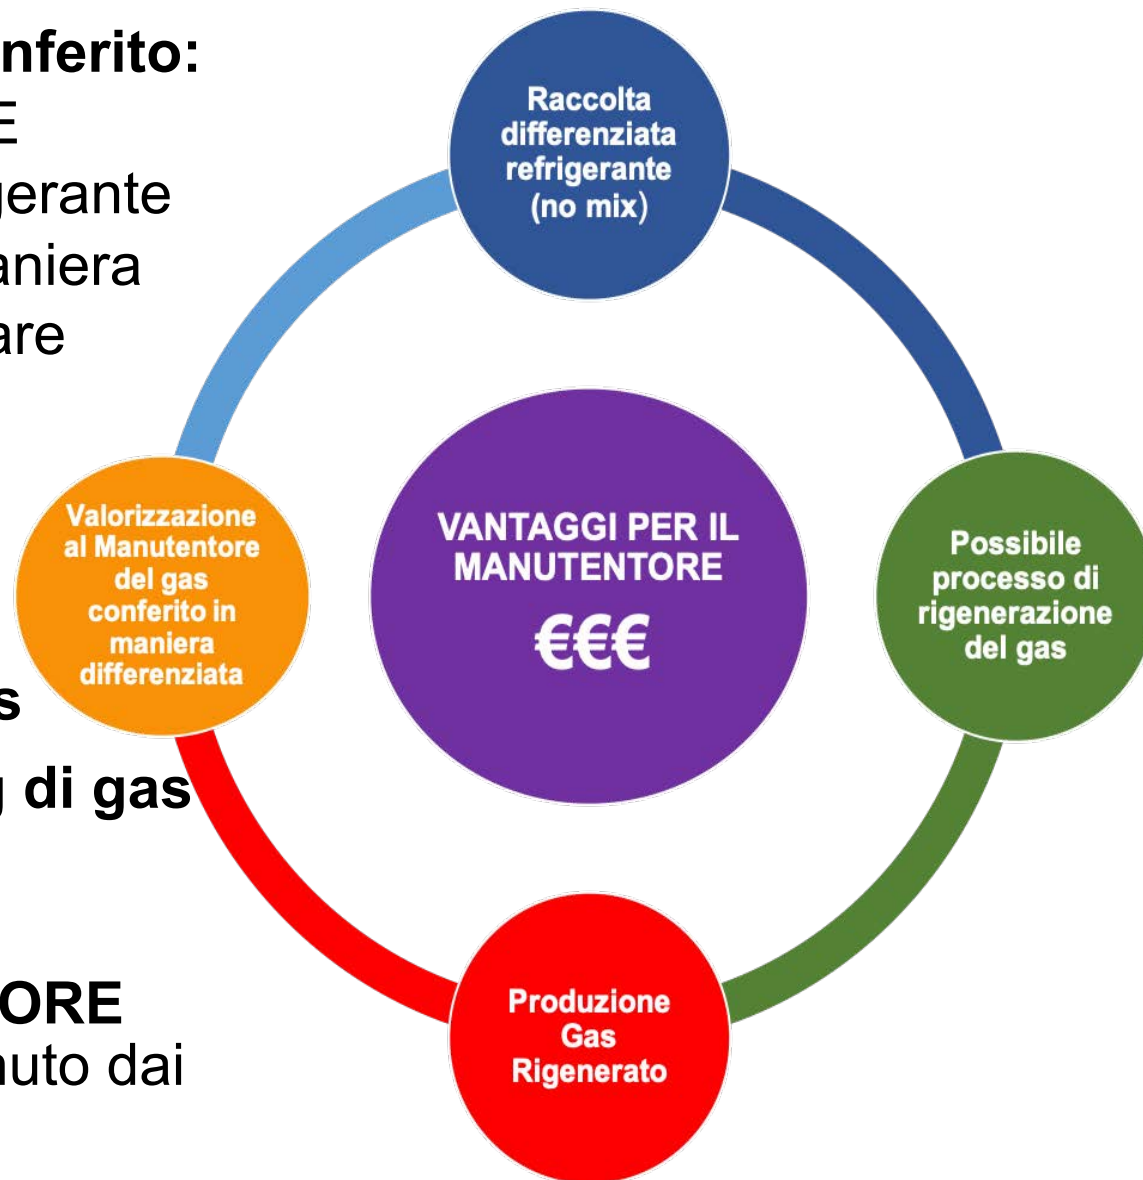 nferito:
E
gerante
aniera
are
s
g di gas
ORE
nuto dai
Raccolta
differenziata
refrigerante
(no mix)
Valorizzazione
al Manutentore
del gas
conferito in
maniera
differenziata
VANTAGGI PER IL
MANUTENTORE
€€€
Possibile
processo di
rigenerazione
del gas
Produzione
Gas
Rigenerato